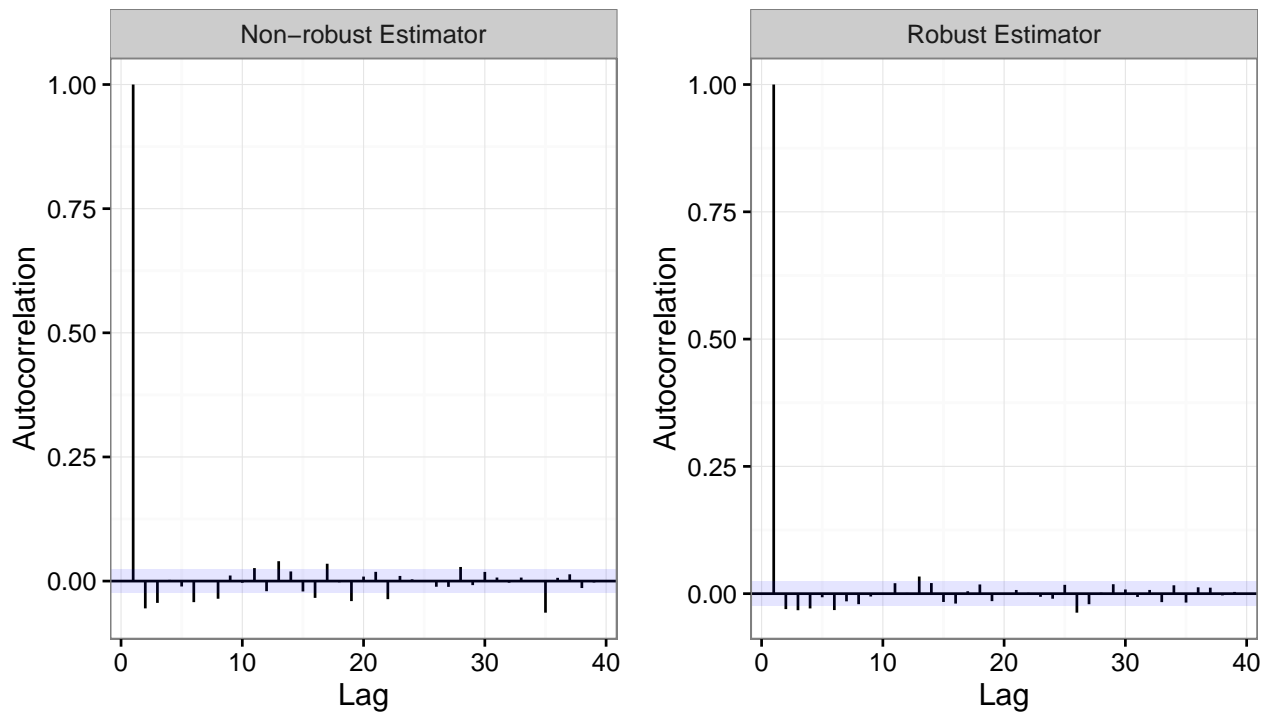 Non−robust Estimator
Robust Estimator
Autocorrelation
1.00
0.75
0.50
0.25
0.00
0 10 20 30 40
Lag
Autocorrelation
1.00
0.75
0.50
0.25
0.00
0 10 20 30 40
Lag